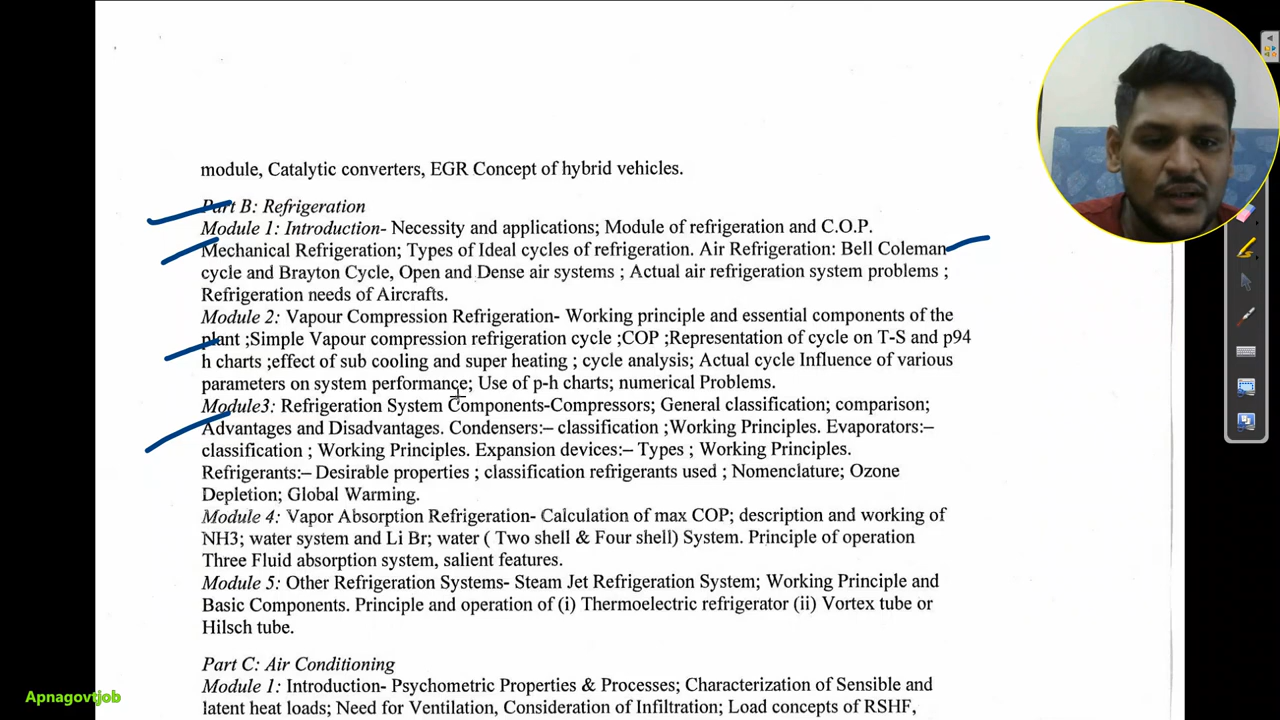 module, Catalytic converters, EGR Concept of hybrid vehicles.
Part B: Refrigeration
Module 1: Introduction- Necessity and applications; Module of refrigeration and C.O.P.
Mechanical Refrigeration; Types of Ideal cycles of refrigeration. Air Refrigeration: Bell Coleman
cycle and Brayton Cycle, Open and Dense air systems ; Actual air refrigeration system problems ;
Refrigeration needs of Aircrafts.
Module 2: Vapour Compression Refrigeration- Working principle and essential components of the
plant ;Simple Vapour compression refrigeration cycle ;COP ;Representation of cycle on T-S and p94
h charts ;effect of sub cooling and super heating ; cycle analysis; Actual cycle Influence of various
parameters on system performance; Use of p-h charts; numerical Problems.
Module3: Refrigeration System Components-Compressors; General classification; comparison;
Advantages and Disadvantages. Condensers:– classification ;Working Principles. Evaporators:–
classification ; Working Principles. Expansion devices:– Types ; Working Principles.
Refrigerants:– Desirable properties ; classification refrigerants used ; Nomenclature; Ozone
Depletion; Global Warming.
Module 4: Vapor Absorption Refrigeration- Calculation of max COP; description and working of
NH3; water system and Li Br; water ( Two shell & Four shell) System. Principle of operation
Three Fluid absorption system, salient features.
Module 5: Other Refrigeration Systems- Steam Jet Refrigeration System; Working Principle and
Basic Components. Principle and operation of (i) Thermoelectric refrigerator (ii) Vortex tube or
Hilsch tube.
Part C: Air Conditioning
Module 1: Introduction- Psychometric Properties & Processes; Characterization of Sensible and
latent heat loads; Need for Ventilation, Consideration of Infiltration; Load concepts of RSHF,
Apnagovtjob